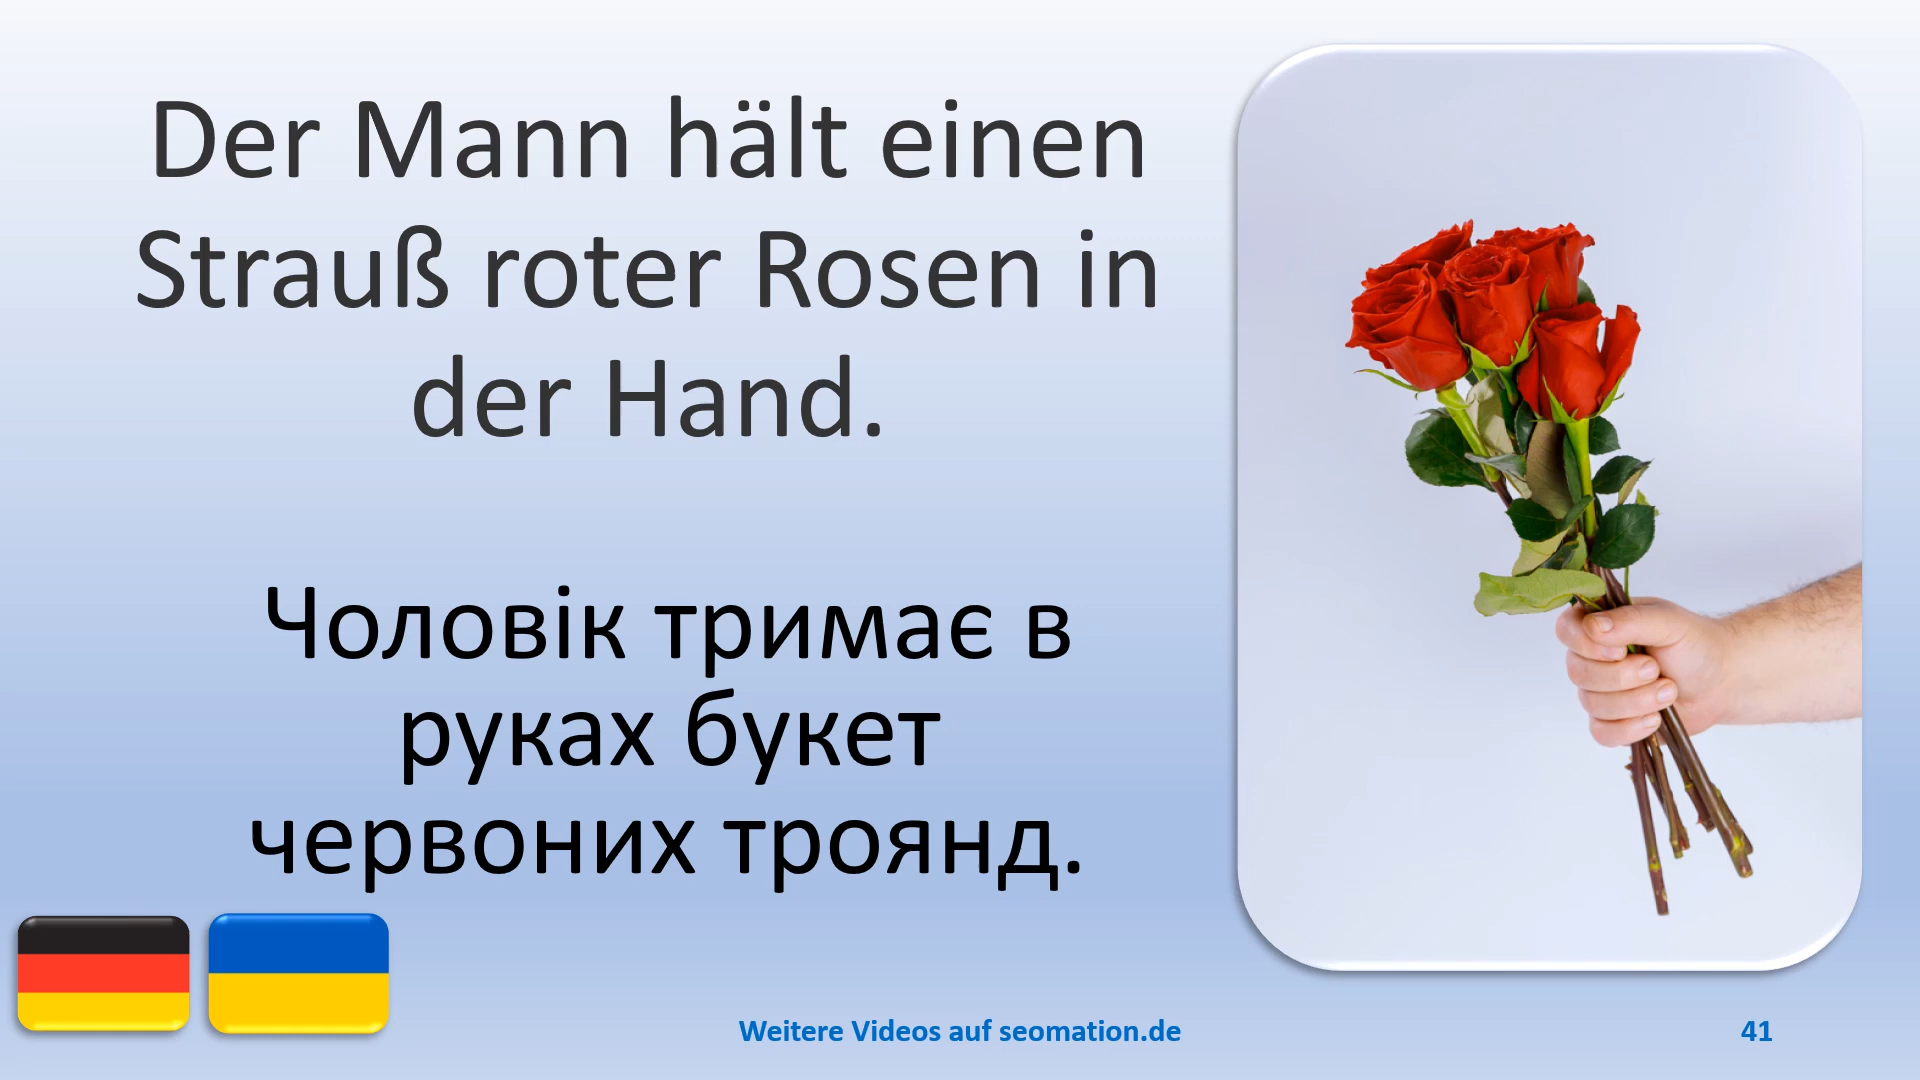 Der Mann hält einen
Strauß roter Rosen in
der Hand.
Чоловік тримає в
руках букет
червоних троянд.
Weitere Videos auf seomation.de
41